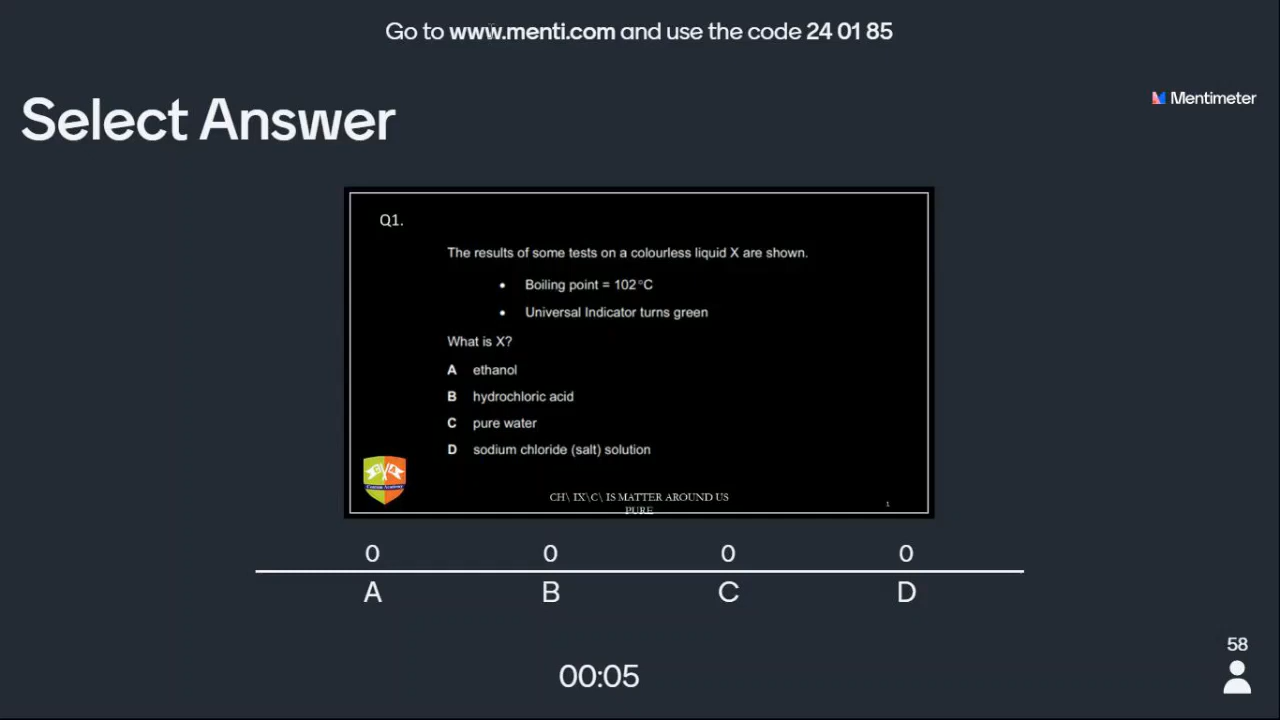 Go to www.menti.com and use the code 24 01 85
Mentimeter
Select Answer
Q1.
The results of some tests on a colourless liquid X are shown.
• Boiling point = 102°C
• Universal Indicator turns green
What is X?
A ethanol
B hydrochloric acid
C pure water
D sodium chloride (salt) solution
CH\ IX\C\ IS MATTER AROUND US
PURE
1
0 0 0 0
A B C D
58
00:05